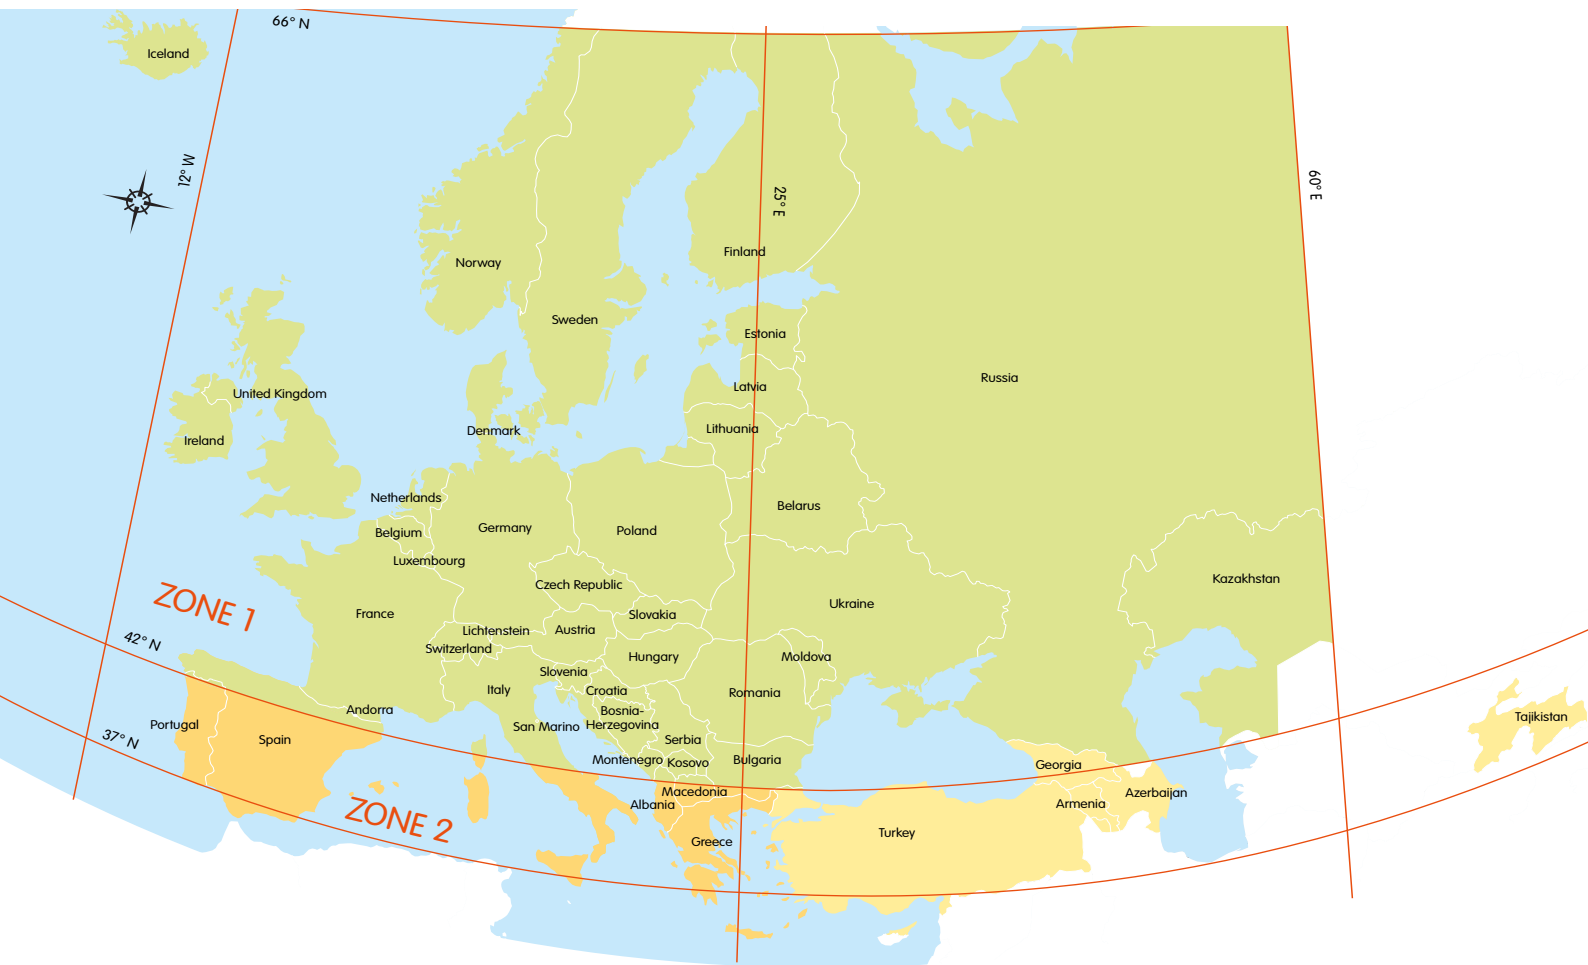 66° N
Iceland
12° W
25° E
60° E
Finland
Norway
Sweden
Estonia
Russia
Latvia
United Kingdom
Lithuania
Denmark
Ireland
Netherlands
Belarus
Germany
Poland
Belgium
Luxembourg
Kazakhstan
Czech Republic
ZONE 1
Ukraine
France
Slovakia
Lichtenstein
Austria
42° N
Switzerland
Hungary
Moldova
Slovenia
Italy
Croatia
Romania
Andorra
Bosnia-
Herzegovina
Tajikistan
Portugal
San Marino
37° N
Spain
Serbia
Montenegro
Kosovo
Bulgaria
Georgia
Macedonia
Azerbaijan
Albania
Armenia
ZONE 2
Turkey
Greece